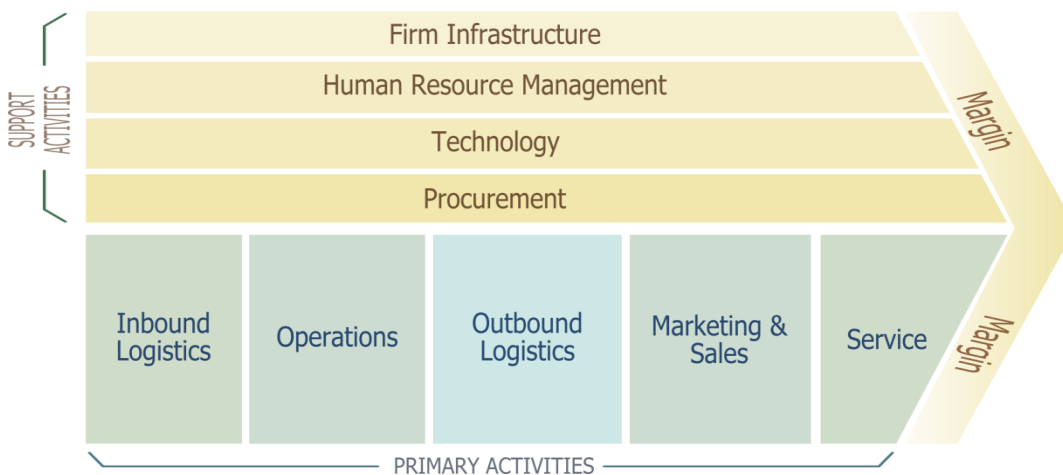 SUPPORT
ACTIVITIES
Firm Infrastructure
Human Resource Management
Technology
Procurement
Margin
Inbound
Logistics
Operations
Outbound
Logistics
Marketing &
Sales
Service
Margin
PRIMARY ACTIVITIES